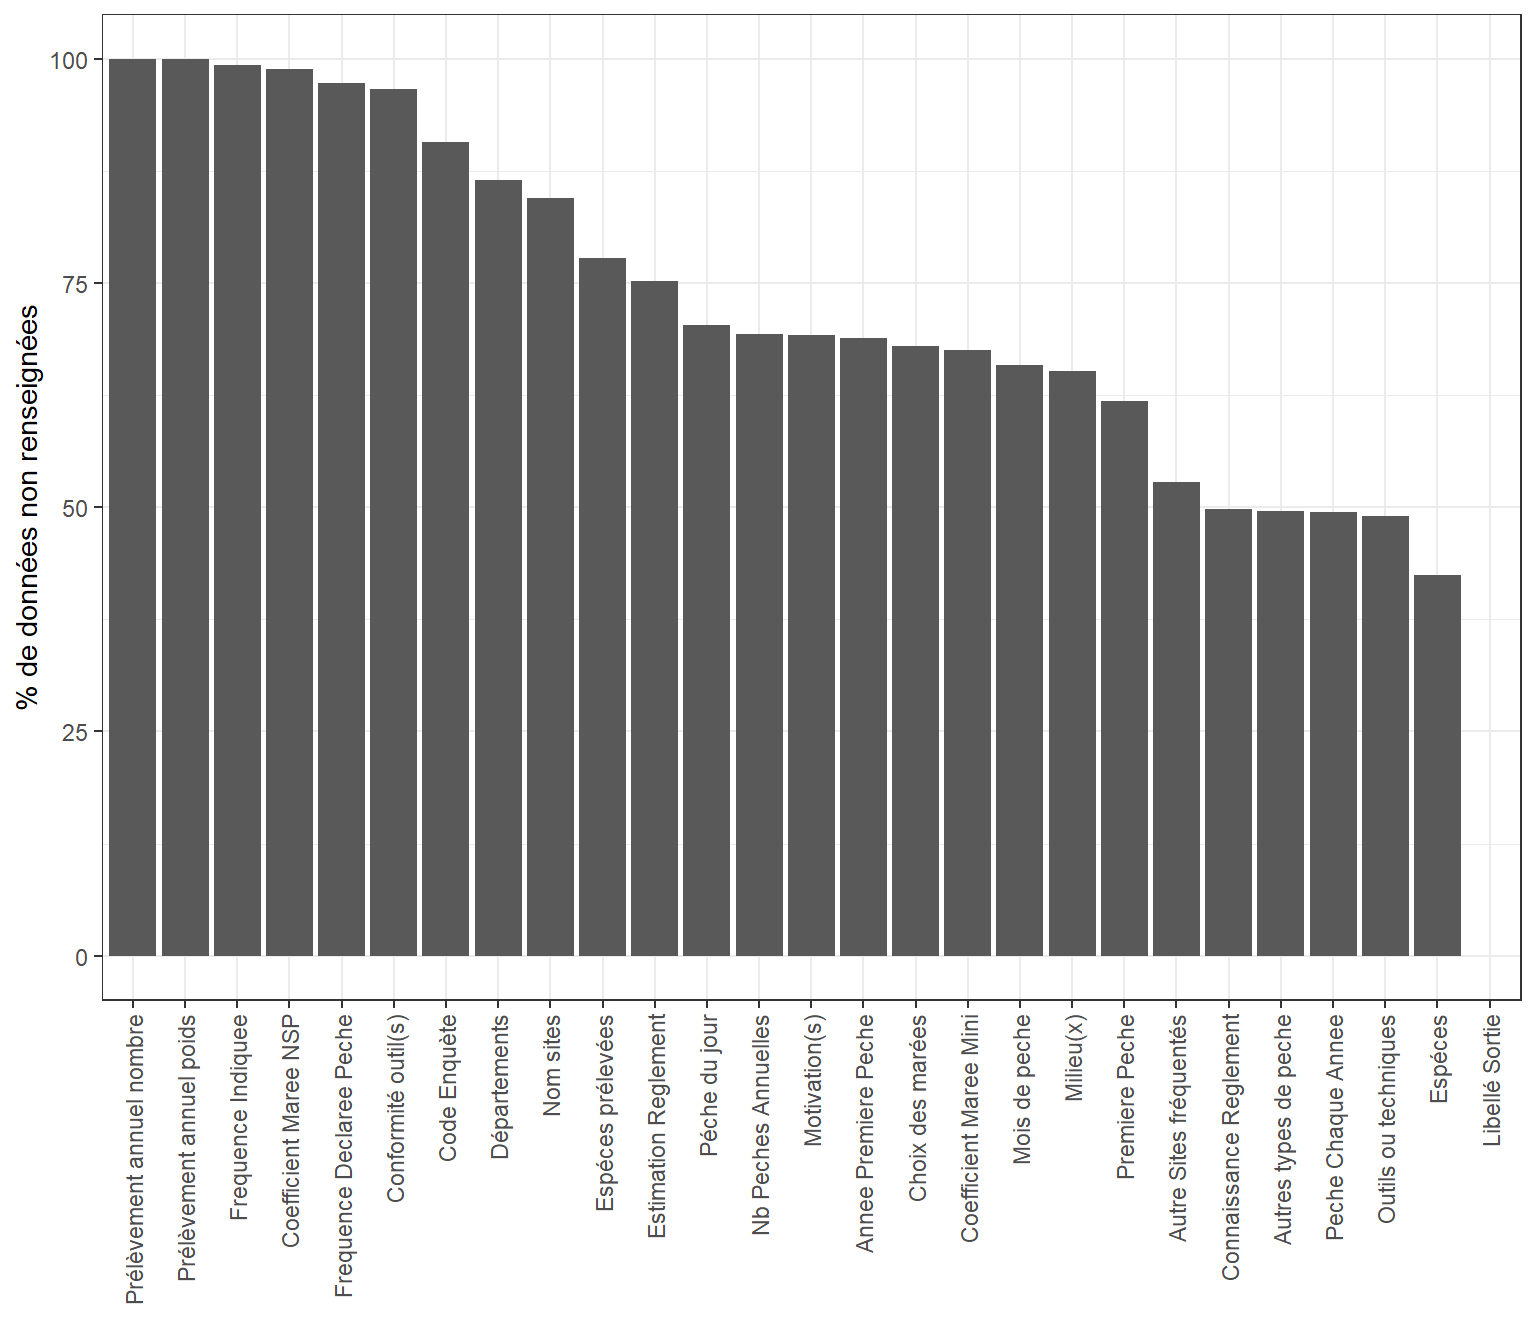 % de données non renseignées
100
75
50
25
0
Prélèvement annuel nombre
Prélèvement annuel poids
Frequence Indiquee
Coefficient Maree NSP
Frequence Declaree Peche
Conformité outil(s)
Code Enquète
Départements
Nom sites
Espéces prélevées
Estimation Reglement
Péche du jour
Nb Peches Annuelles
Motivation(s)
Annee Premiere Peche
Choix des marées
Coefficient Maree Mini
Mois de peche
Milieu(x)
Premiere Peche
Autre Sites fréquentés
Connaissance Reglement
Autres types de peche
Peche Chaque Annee
Outils ou techniques
Espéces
Libellé Sortie